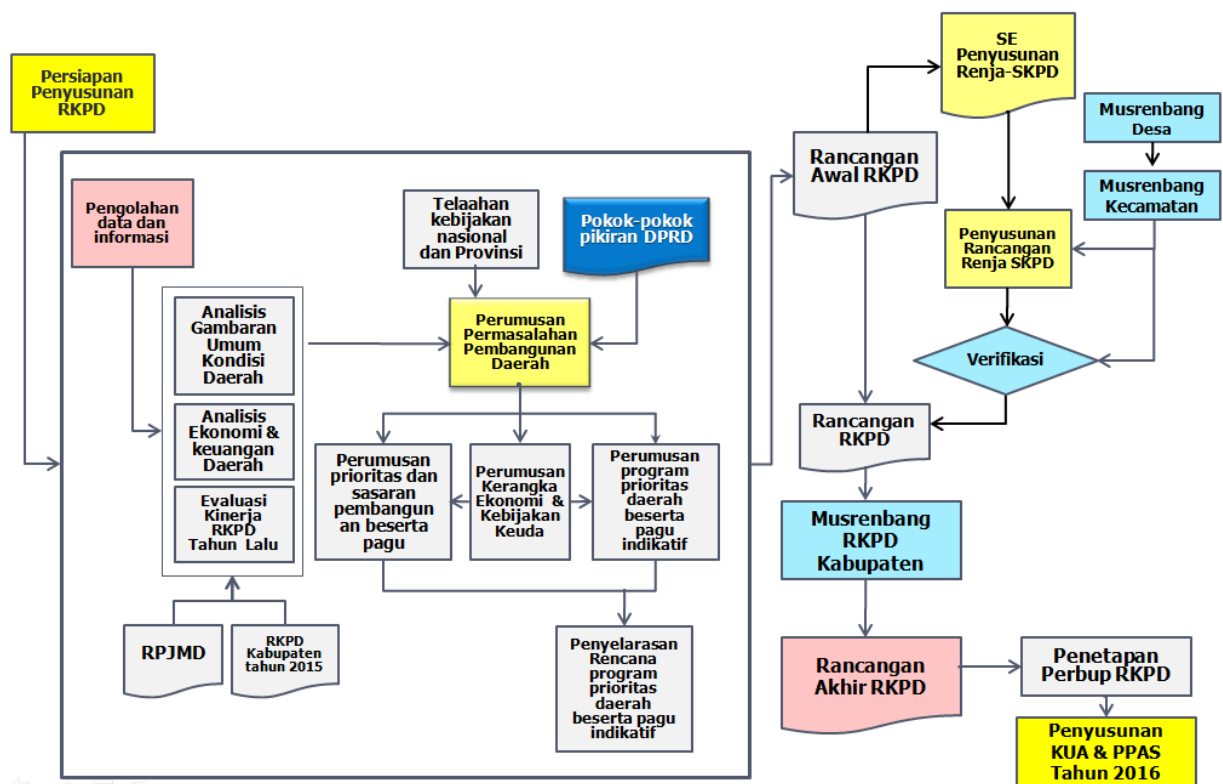 Persiapan
Penyusunan
RKPD
Pengolahan
data dan
informasi
Analisis
Gambaran
Umum
Kondisi
Daerah
Analisis
Ekonomi &
keuangan
Daerah
Evaluasi
Kinerja
RKPD
Tahun Lalu
RPJMD
RKPD
Kabupaten
tahun 2015
Telaahan
kebijakan
nasional
dan Provinsi
Pokok-pokok
pikiran DPRD
Perumusan
Permasalahan
Pembangunan
Daerah
Perumusan
prioritas dan
sasaran
pembangun
an beserta
pagu
Perumusan
Kerangka
Ekonomi &
Kebijakan
Keuda
Perumusan
program
prioritas
daerah
beserta
pagu
indikatif
Penyelarasan
Rencana
program
prioritas
daerah
beserta pagu
indikatif
Rancangan
Awal RKPD
SE
Penyusunan
Renja-SKPD
Musrenbang
Desa
Musrenbang
Kecamatan
Penyusunan
Rancangan
Renja SKPD
Verifikasi
Rancangan
RKPD
Musrenbang
RKPD
Kabupaten
Rancangan
Akhir RKPD
Penetapan
Perbup RKPD
Penyusunan
KUA & PPAS
Tahun 2016